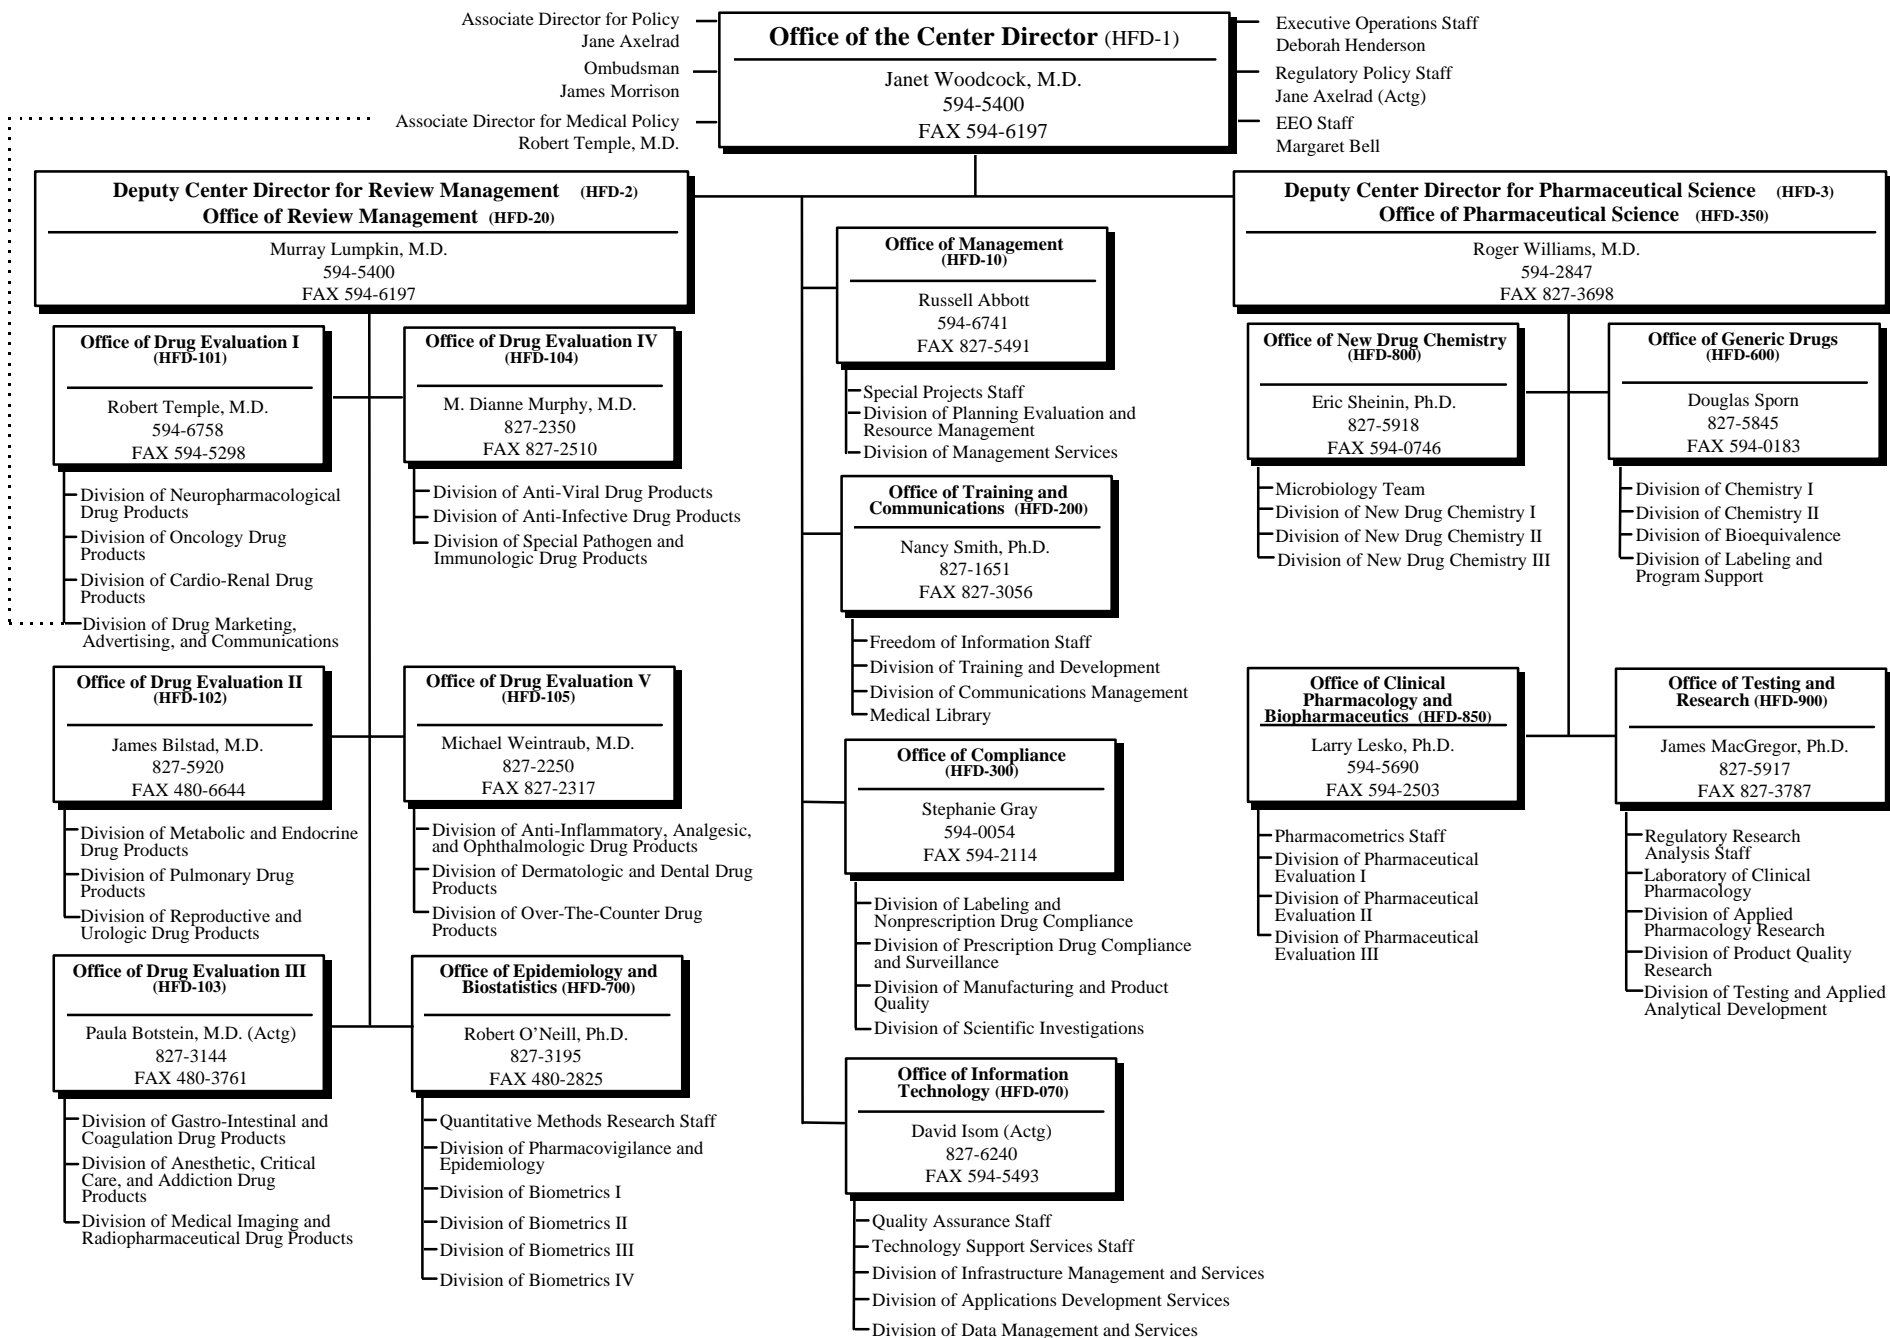 Associate Director for Policy
Jane Axelrad
Ombudsman
James Morrison
Associate Director for Medical Policy
Robert Temple, M.D.
Office of the Center Director (HFD-1)
Janet Woodcock, M.D.
594-5400
FAX 594-6197
Executive Operations Staff
Deborah Henderson
Regulatory Policy Staff
Jane Axelrad (Actg)
EEO Staff
Margaret Bell
Deputy Center Director for Review Management (HFD-2)
Office of Review Management (HFD-20)
Murray Lumpkin, M.D.
594-5400
FAX 594-6197
Office of Drug Evaluation I
(HFD-101)
Robert Temple, M.D.
594-6758
FAX 594-5298
Division of Neuropharmacological
Drug Products
Division of Oncology Drug
Products
Division of Cardio-Renal Drug
Products
Division of Drug Marketing,
Advertising, and Communications
Office of Drug Evaluation IV
(HFD-104)
M. Dianne Murphy, M.D.
827-2350
FAX 827-2510
Division of Anti-Viral Drug Products
Division of Anti-Infective Drug Products
Division of Special Pathogen and
Immunologic Drug Products
Office of Drug Evaluation II
(HFD-102)
James Bilstad, M.D.
827-5920
FAX 480-6644
Division of Metabolic and Endocrine
Drug Products
Division of Pulmonary Drug
Products
Division of Reproductive and
Urologic Drug Products
Office of Drug Evaluation V
(HFD-105)
Michael Weintraub, M.D.
827-2250
FAX 827-2317
Division of Anti-Inflammatory, Analgesic,
and Ophthalmologic Drug Products
Division of Dermatologic and Dental Drug
Products
Division of Over-The-Counter Drug
Products
Office of Drug Evaluation III
(HFD-103)
Paula Botstein, M.D. (Actg)
827-3144
FAX 480-3761
Division of Gastro-Intestinal and
Coagulation Drug Products
Division of Anesthetic, Critical
Care, and Addiction Drug
Products
Division of Medical Imaging and
Radiopharmaceutical Drug Products
Office of Epidemiology and
Biostatistics (HFD-700)
Robert O’Neill, Ph.D.
827-3195
FAX 480-2825
Quantitative Methods Research Staff
Division of Pharmacovigilance and
Epidemiology
Division of Biometrics I
Division of Biometrics II
Division of Biometrics III
Division of Biometrics IV
Office of Management
(HFD-10)
Russell Abbott
594-6741
FAX 827-5491
Special Projects Staff
Division of Planning Evaluation and
Resource Management
Division of Management Services
Office of Training and
Communications (HFD-200)
Nancy Smith, Ph.D.
827-1651
FAX 827-3056
Freedom of Information Staff
Division of Training and Development
Division of Communications Management
Medical Library
Office of Compliance
(HFD-300)
Stephanie Gray
594-0054
FAX 594-2114
Division of Labeling and
Nonprescription Drug Compliance
Division of Prescription Drug Compliance
and Surveillance
Division of Manufacturing and Product
Quality
Division of Scientific Investigations
Office of Information
Technology (HFD-070)
David Isom (Actg)
827-6240
FAX 594-5493
Quality Assurance Staff
Technology Support Services Staff
Division of Infrastructure Management and Services
Division of Applications Development Services
Division of Data Management and Services
Deputy Center Director for Pharmaceutical Science (HFD-3)
Office of Pharmaceutical Science (HFD-350)
Roger Williams, M.D.
594-2847
FAX 827-3698
Office of New Drug Chemistry
(HFD-800)
Eric Sheinin, Ph.D.
827-5918
FAX 594-0746
Microbiology Team
Division of New Drug Chemistry I
Division of New Drug Chemistry II
Division of New Drug Chemistry III
Office of Generic Drugs
(HFD-600)
Douglas Sporn
827-5845
FAX 594-0183
Division of Chemistry I
Division of Chemistry II
Division of Bioequivalence
Division of Labeling and
Program Support
Office of Clinical
Pharmacology and
Biopharmaceutics (HFD-850)
Larry Lesko, Ph.D.
594-5690
FAX 594-2503
Pharmacometrics Staff
Division of Pharmaceutical
Evaluation I
Division of Pharmaceutical
Evaluation II
Division of Pharmaceutical
Evaluation III
Office of Testing and
Research (HFD-900)
James MacGregor, Ph.D.
827-5917
FAX 827-3787
Regulatory Research
Analysis Staff
Laboratory of Clinical
Pharmacology
Division of Applied
Pharmacology Research
Division of Product Quality
Research
Division of Testing and Applied
Analytical Development